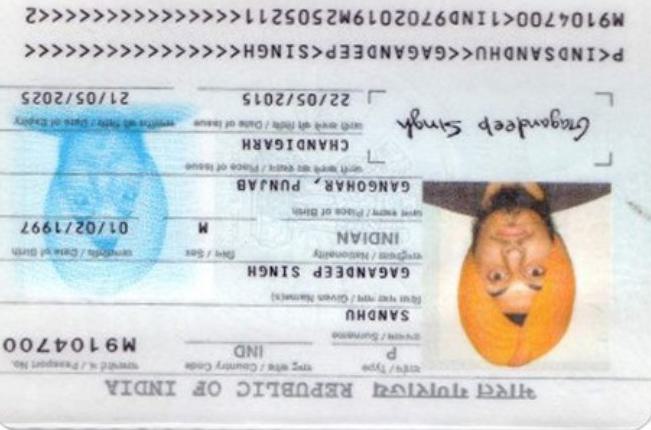 भारत गणराज्य REPUBLIC OF INDIA
टाईप / Type
राष्ट्र कोड / Country Code
पासपोर्ट नं. / Passport No.
P
IND
M9104700
उपनाम / Surname
SANDHU
दिया गया नाम / Given Name(s)
GAGANDEEP SINGH
राष्ट्रीयता / Nationality
लिंग / Sex
जन्मतिथि / Date of Birth
INDIAN
M
01/02/1997
जन्म स्थान / Place of Birth
GANGOHAR, PUNJAB
जारी करने का स्थान / Place of Issue
CHANDIGARH
जारी करने की तिथि / Date of Issue
समाप्ति की तिथि / Date of Expiry
22/05/2015
21/05/2025
Gagandeep Singh
P<INDSANDHU<<GAGANDEEP<SINGH<<<<<<<<<<<<<<<<
M9104700<1IND9702019M2505211<<<<<<<<<<<<<<<2